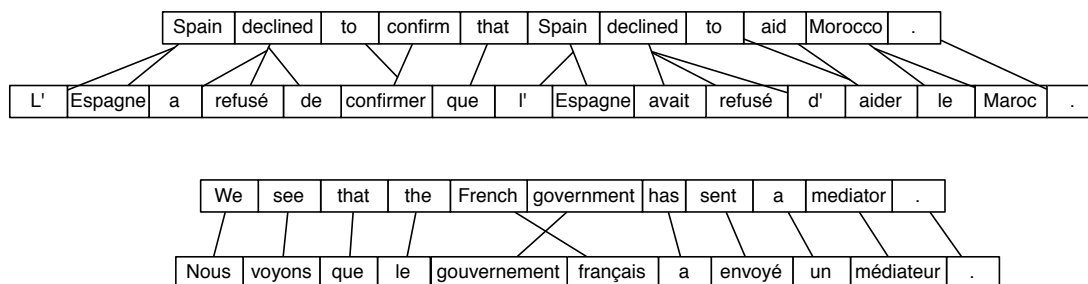 Spain declined to confirm that Spain declined to aid Morocco .
L' Espagne a refusé de confirmer que l' Espagne avait refusé d' aider le Maroc .
We see that the French government has sent a mediator .
Nous voyons que le gouvernement français a envoyé un médiateur .